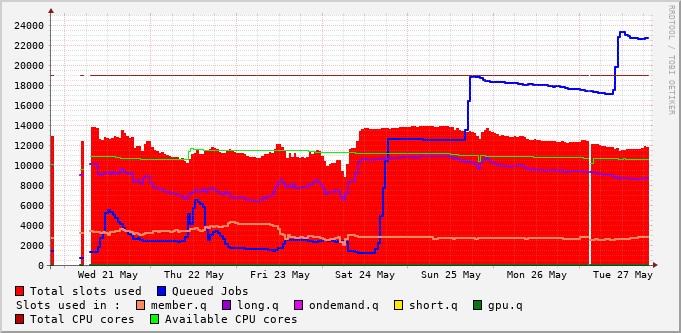 RRDTOOL / TOBI OETIKER
24000
22000
20000
18000
16000
14000
12000
10000
8000
6000
4000
2000
0
Wed 21 May Thu 22 May Fri 23 May Sat 24 May Sun 25 May Mon 26 May Tue 27 May
Total slots used Queued Jobs
Slots used in : member.q long.q ondemand.q short.q gpu.q
Total CPU cores Available CPU cores